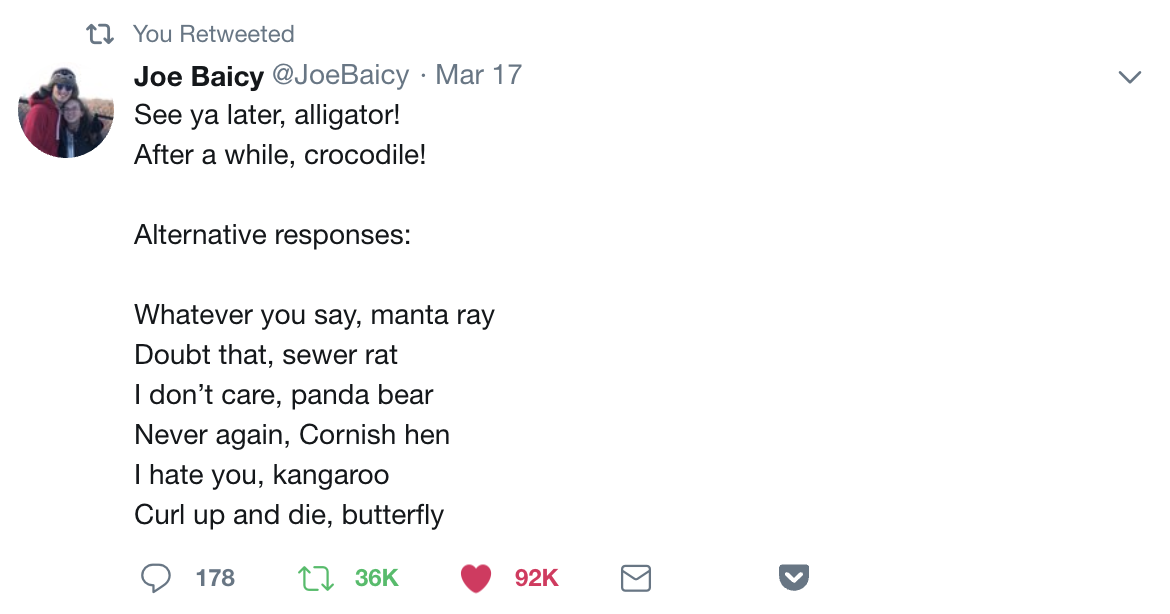 You Retweeted
Joe Baicy @JoeBaicy · Mar 17
See ya later, alligator!
After a while, crocodile!
Alternative responses:
Whatever you say, manta ray
Doubt that, sewer rat
I don’t care, panda bear
Never again, Cornish hen
I hate you, kangaroo
Curl up and die, butterfly
178 36K 92K